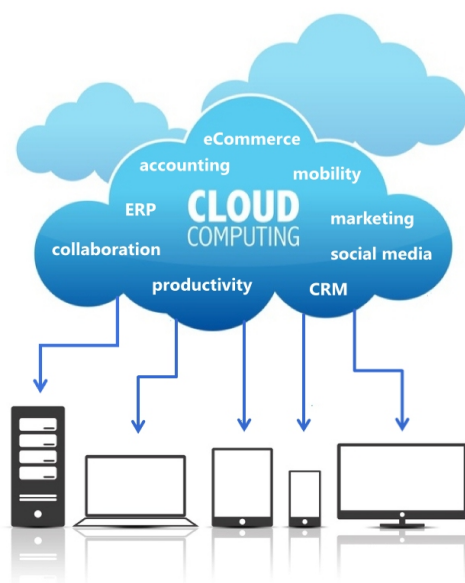 eCommerce
accounting
mobility
ERP
CLOUD
COMPUTING
marketing
collaboration
social media
productivity
CRM